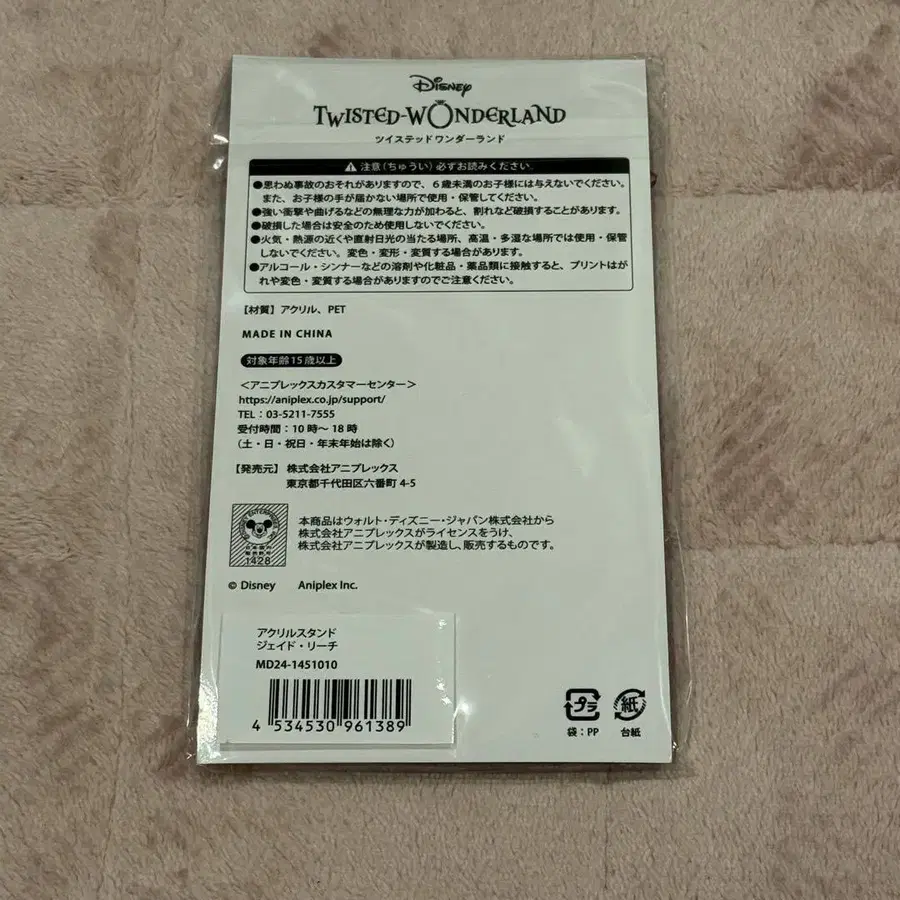 Disney
TWISTED-WONDERLAND
ツイステッドワンダーランド
注意(ちゅうい)必ずお読みください。
●思わぬ事故のおそれがありますので、6歳未満のお子様には与えないでください。
また、お子様の手が届かない場所で使用・保管してください。
●強い衝撃や曲げるなどの無理な力が加わると、割れなど破損することがあります。
●破損した場合は安全のため使用しないでください。
●火気・熱源の近くや直射日光の当たる場所、高温・多湿な場所では使用・保管
しないでください。変色・変形・変質する場合があります。
●アルコール・シンナーなどの溶剤や化粧品・薬品類に接触すると、プリントはが
れや変色・変質する場合がありますのでご注意ください。
【材質】アクリル、PET
MADE IN CHINA
対象年齢15歳以上
<アニプレックスカスタマーセンター>
https://aniplex.co.jp/support/
TEL:03-5211-7555
受付時間:10時〜18時
(土・日・祝日・年末年始は除く)
【発売元】株式会社アニプレックス
東京都千代田区六番町4-5
本商品はウォルト・ディズニー・ジャパン株式会社から
株式会社アニプレックスがライセンスをうけ、
株式会社アニプレックスが製造し、販売するものです。
1428
© Disney Aniplex Inc.
アクリルスタンド
ジェイド・リーチ
MD24-1451010
4 534530 961389
プラ 紙
袋:PP 台紙